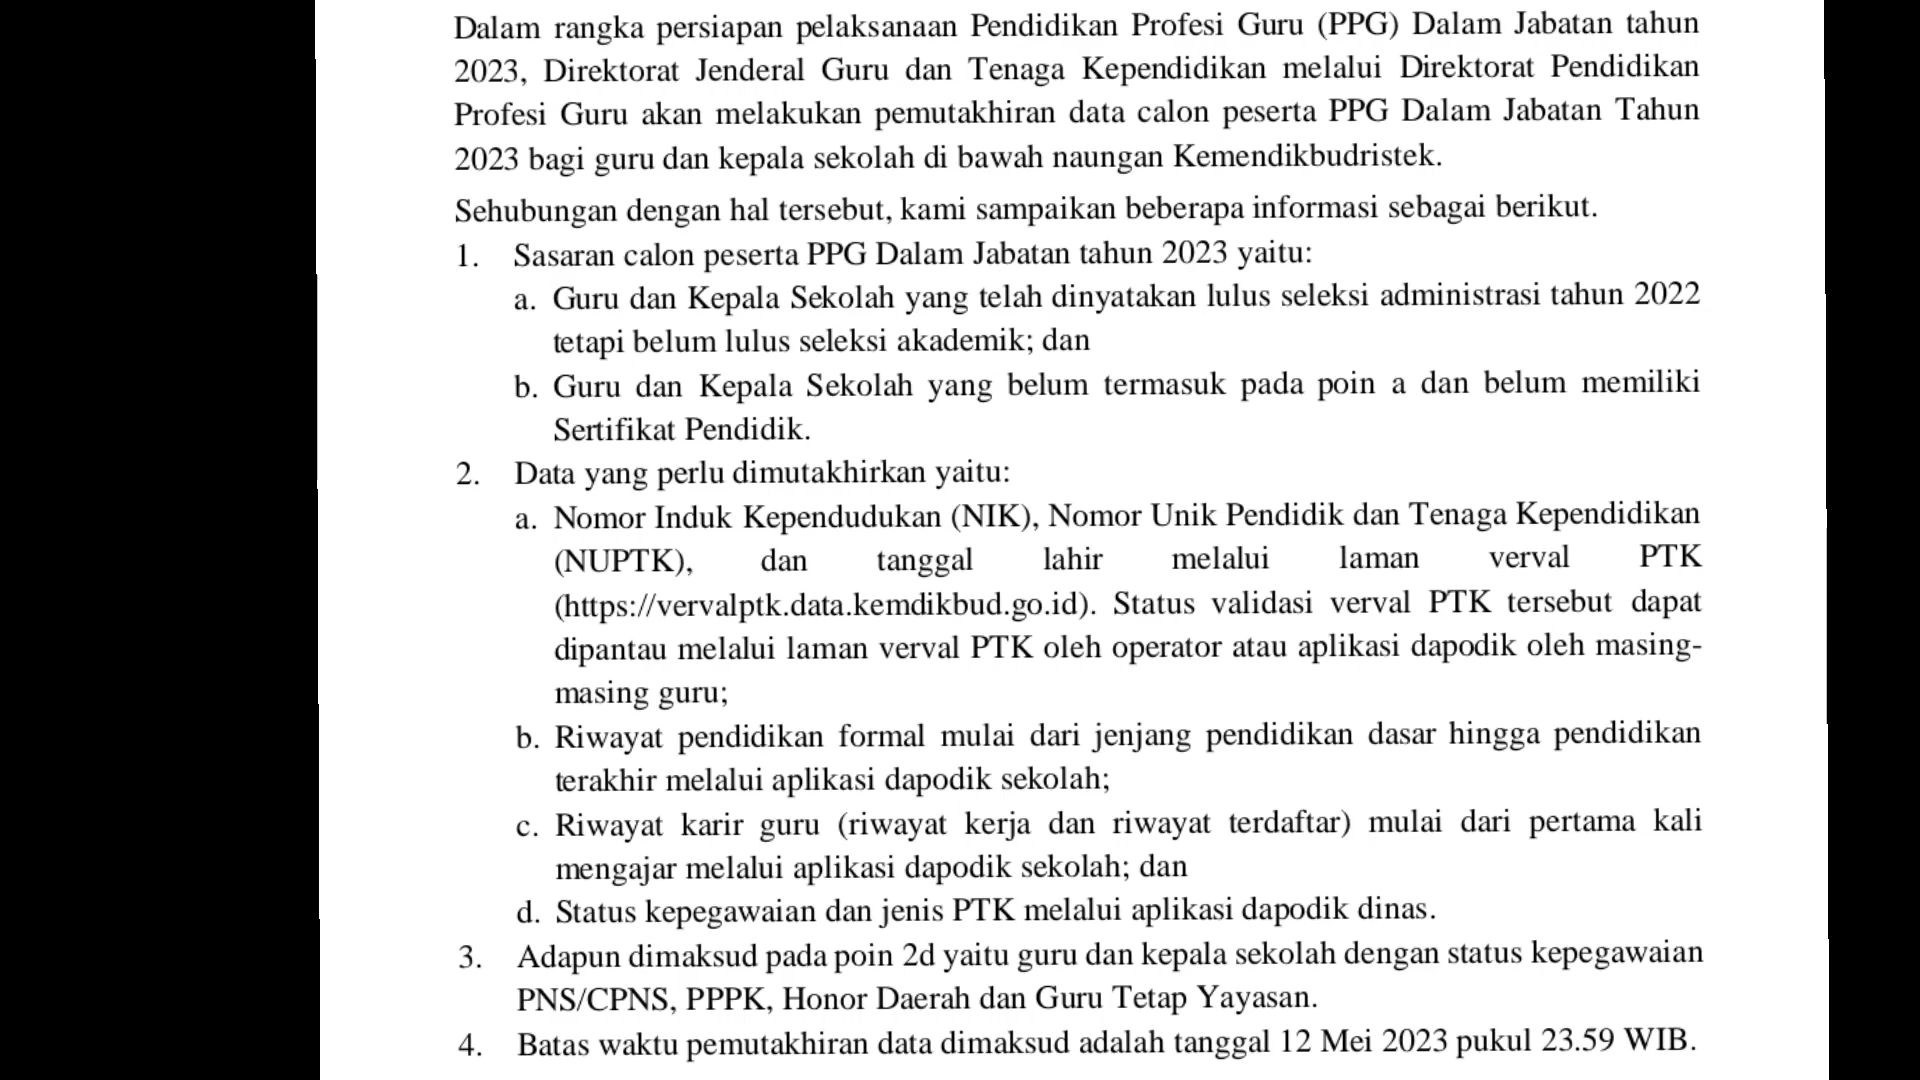 Dalam rangka persiapan pelaksanaan Pendidikan Profesi Guru (PPG) Dalam Jabatan tahun
2023, Direktorat Jenderal Guru dan Tenaga Kependidikan melalui Direktorat Pendidikan
Profesi Guru akan melakukan pemutakhiran data calon peserta PPG Dalam Jabatan Tahun
2023 bagi guru dan kepala sekolah di bawah naungan Kemendikbudristek.
Sehubungan dengan hal tersebut, kami sampaikan beberapa informasi sebagai berikut.
1. Sasaran calon peserta PPG Dalam Jabatan tahun 2023 yaitu:
a. Guru dan Kepala Sekolah yang telah dinyatakan lulus seleksi administrasi tahun 2022
tetapi belum lulus seleksi akademik; dan
b. Guru dan Kepala Sekolah yang belum termasuk pada poin a dan belum memiliki
Sertifikat Pendidik.
2. Data yang perlu dimutakhirkan yaitu:
a. Nomor Induk Kependudukan (NIK), Nomor Unik Pendidik dan Tenaga Kependidikan
(NUPTK), dan tanggal lahir melalui laman verval PTK
(https://vervalptk.data.kemdikbud.go.id). Status validasi verval PTK tersebut dapat
dipantau melalui laman verval PTK oleh operator atau aplikasi dapodik oleh masing-
masing guru;
b. Riwayat pendidikan formal mulai dari jenjang pendidikan dasar hingga pendidikan
terakhir melalui aplikasi dapodik sekolah;
c. Riwayat karir guru (riwayat kerja dan riwayat terdaftar) mulai dari pertama kali
mengajar melalui aplikasi dapodik sekolah; dan
d. Status kepegawaian dan jenis PTK melalui aplikasi dapodik dinas.
3. Adapun dimaksud pada poin 2d yaitu guru dan kepala sekolah dengan status kepegawaian
PNS/CPNS, PPPK, Honor Daerah dan Guru Tetap Yayasan.
4. Batas waktu pemutakhiran data dimaksud adalah tanggal 12 Mei 2023 pukul 23.59 WIB.